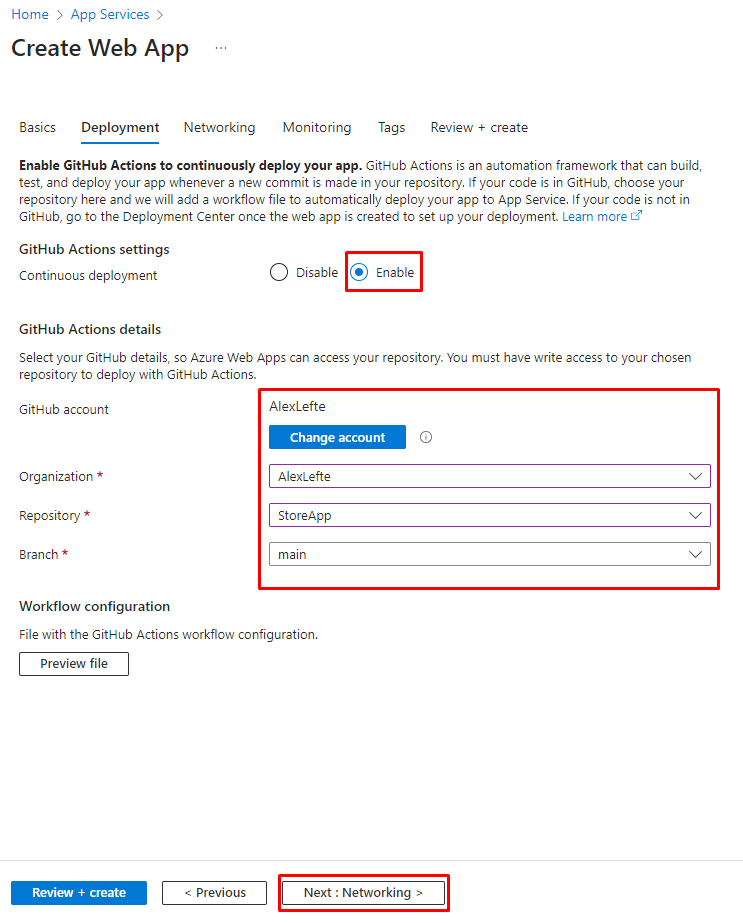 Home > App Services >
Create Web App ...
Basics Deployment Networking Monitoring Tags Review + create
Enable GitHub Actions to continuously deploy your app. GitHub Actions is an automation framework that can build,
test, and deploy your app whenever a new commit is made in your repository. If your code is in GitHub, choose your
repository here and we will add a workflow file to automatically deploy your app to App Service. If your code is not in
GitHub, go to the Deployment Center once the web app is created to set up your deployment. Learn more
GitHub Actions settings
Continuous deployment Disable Enable
GitHub Actions details
Select your GitHub details, so Azure Web Apps can access your repository. You must have write access to your chosen
repository to deploy with GitHub Actions.
GitHub account AlexLefte
Change account
Organization * AlexLefte
Repository * StoreApp
Branch * main
Workflow configuration
File with the GitHub Actions workflow configuration.
Preview file
Review + create < Previous Next : Networking >